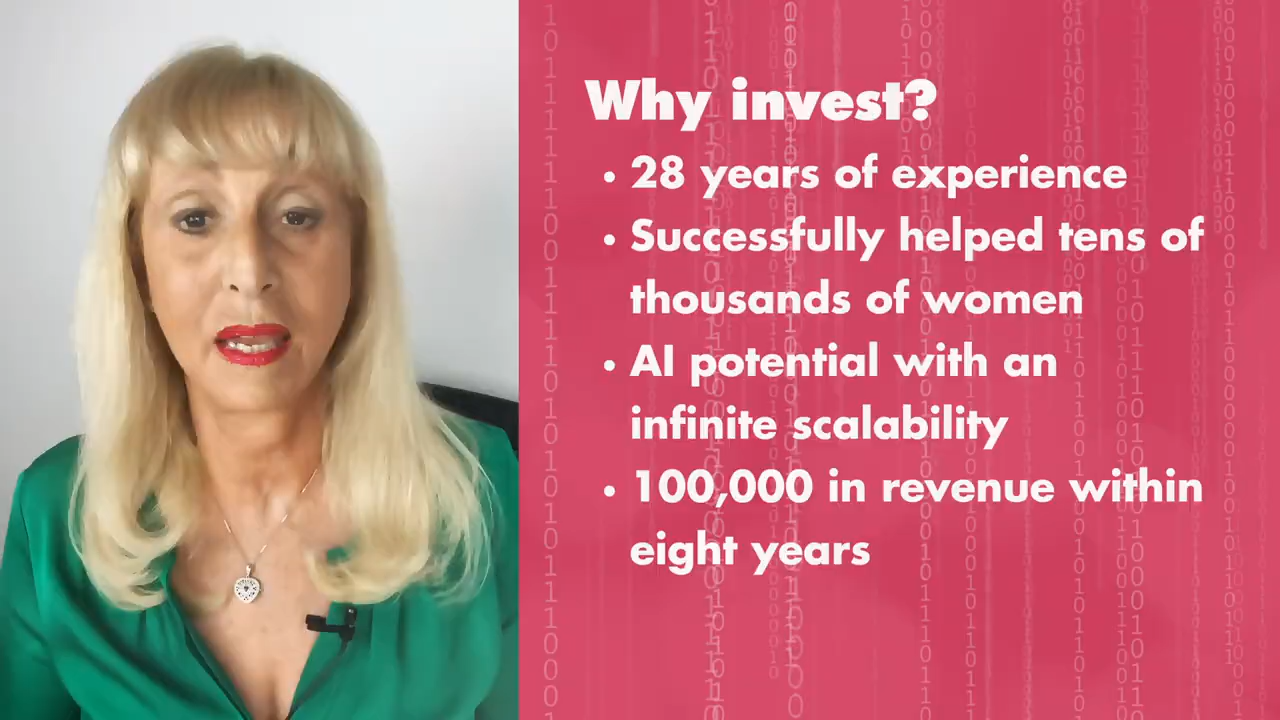 Why invest?
• 28 years of experience
• Successfully helped tens of
thousands of women
• AI potential with an
infinite scalability
• 100,000 in revenue within
eight years